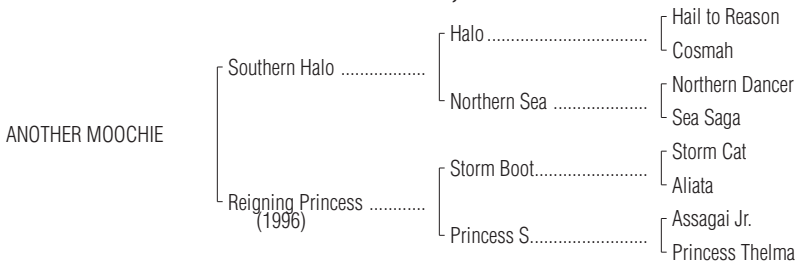 Hail to Reason
Halo ..................................
Cosmah
Southern Halo ..................
Northern Dancer
Northern Sea ....................
Sea Saga
ANOTHER MOOCHIE
Storm Cat
Storm Boot........................
Aliata
Reigning Princess ............
(1996)
Assagai Jr.
Princess S.........................
Princess Thelma